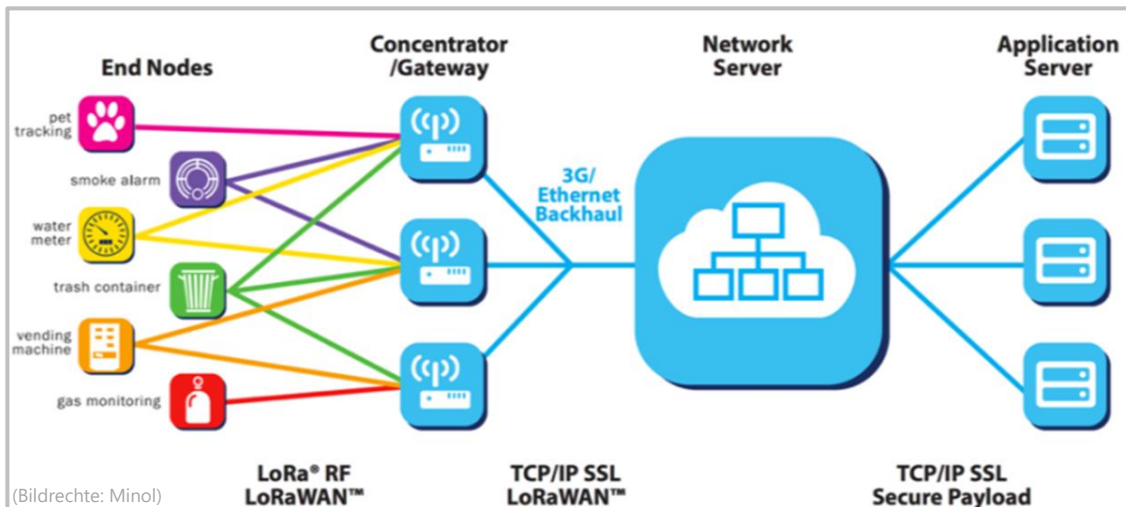 End Nodes
Concentrator
/Gateway
Network
Server
Application
Server
pet
tracking
smoke alarm
water
meter
trash container
vending
machine
gas monitoring
3G/
Ethernet
Backhaul
LoRa® RF
LoRaWAN™
TCP/IP SSL
LoRaWAN™
TCP/IP SSL
Secure Payload
(Bildrechte: Minol)